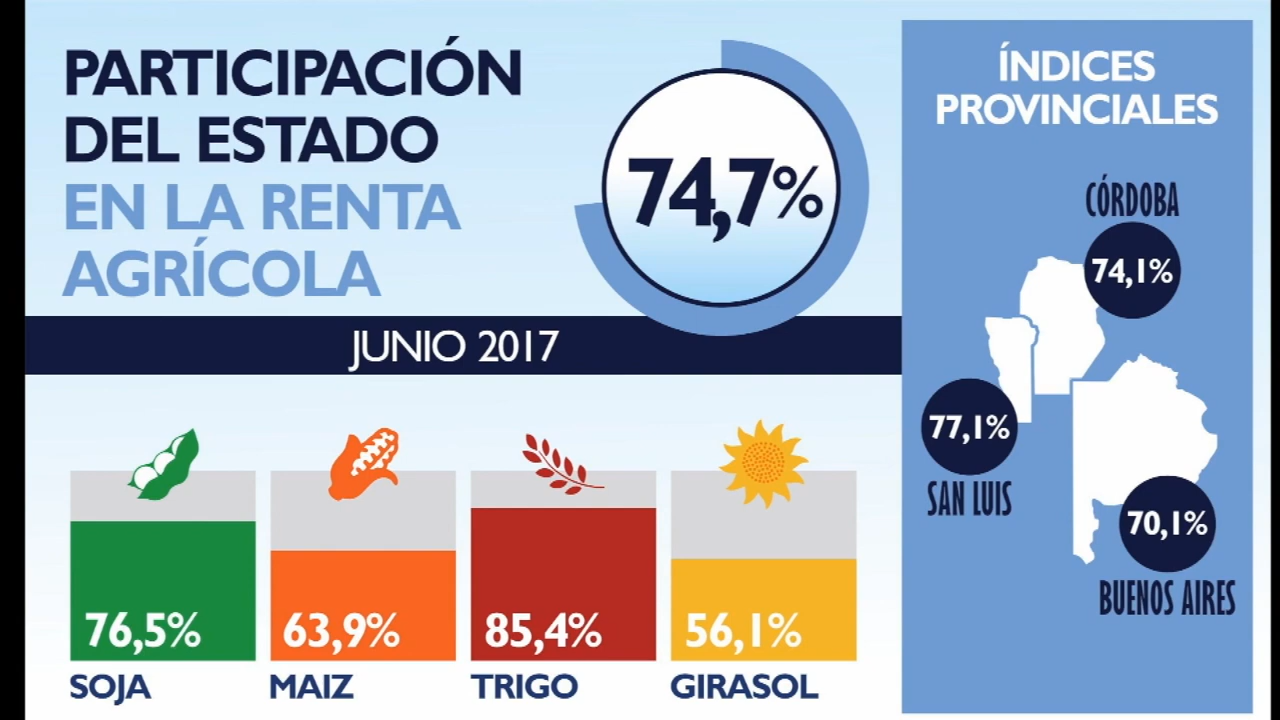 PARTICIPACIÓN
DEL ESTADO
EN LA RENTA
AGRÍCOLA
74,7%
JUNIO 2017
76,5%
63,9%
85,4%
56,1%
SOJA
MAIZ
TRIGO
GIRASOL
ÍNDICES
PROVINCIALES
CÓRDOBA
74,1%
77,1%
SAN LUIS
70,1%
BUENOS AIRES